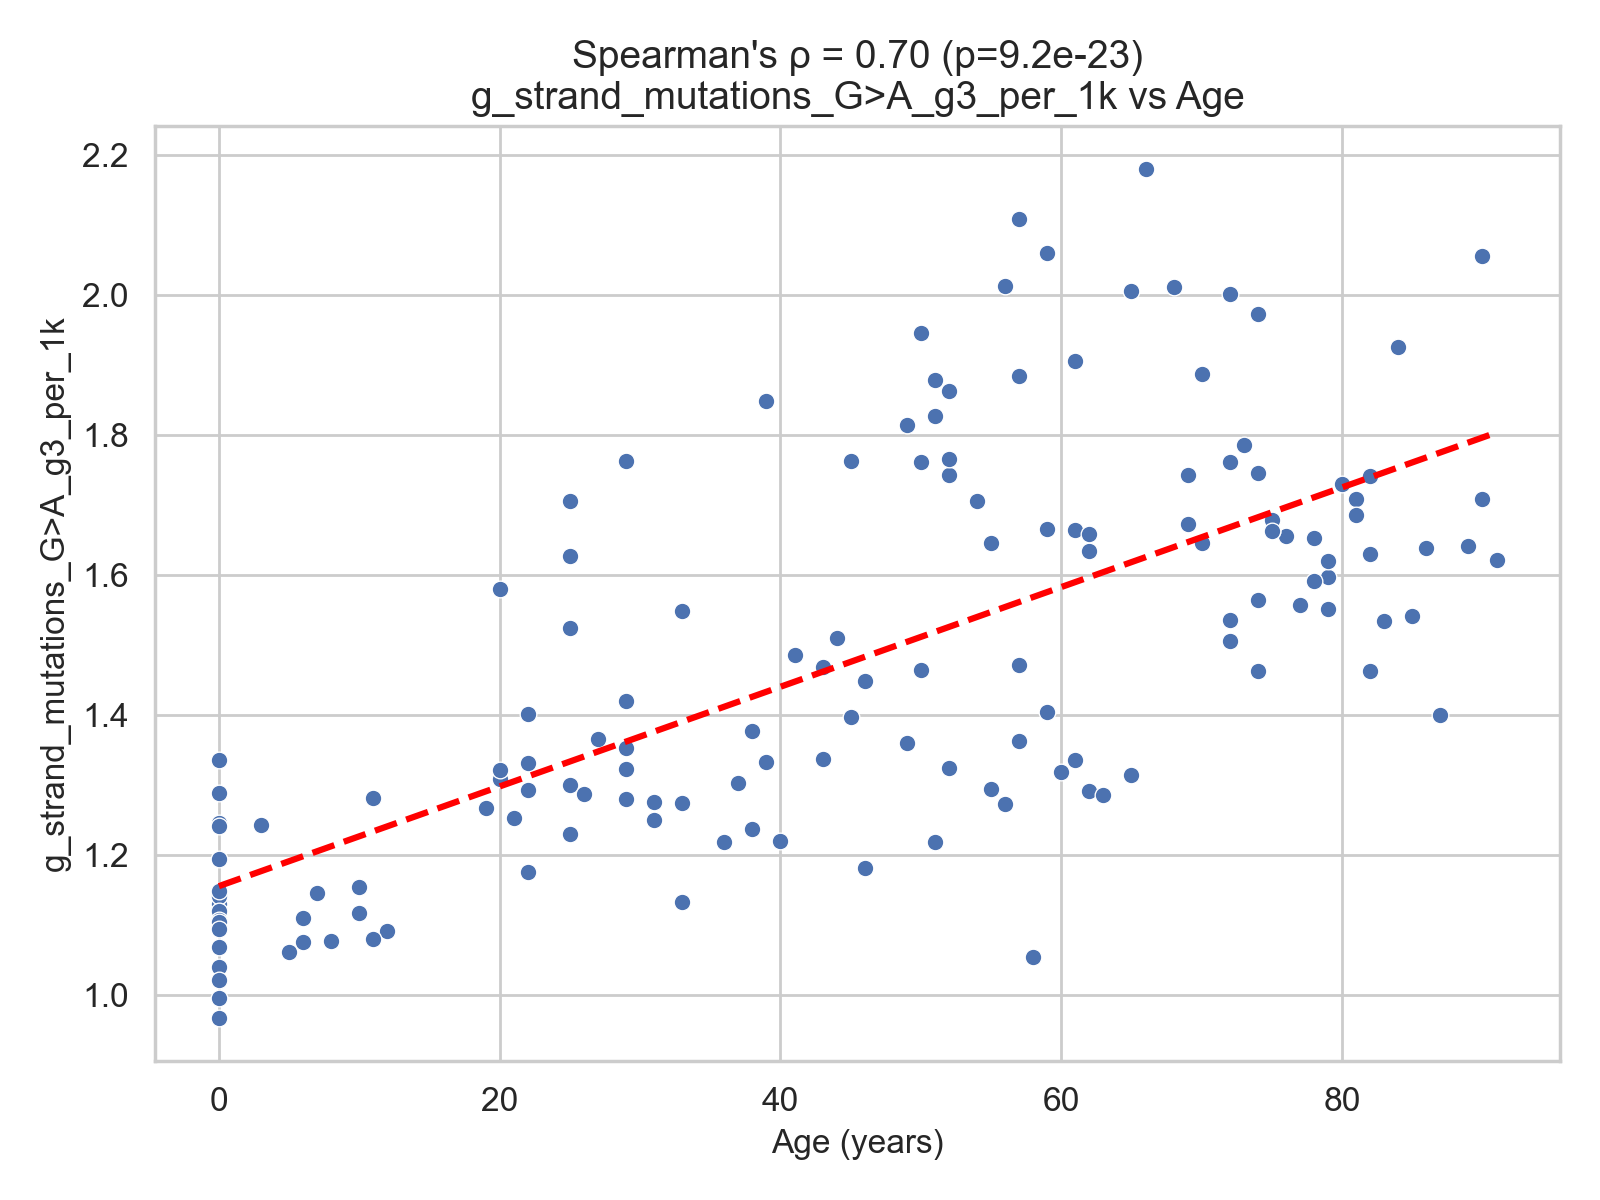 Spearman's ρ = 0.70 (p=9.2e-23)
g_strand_mutations_G>A_g3_per_1k vs Age
g_strand_mutations_G>A_g3_per_1k
2.2
2.0
1.8
1.6
1.4
1.2
1.0
0 20 40 60 80
Age (years)